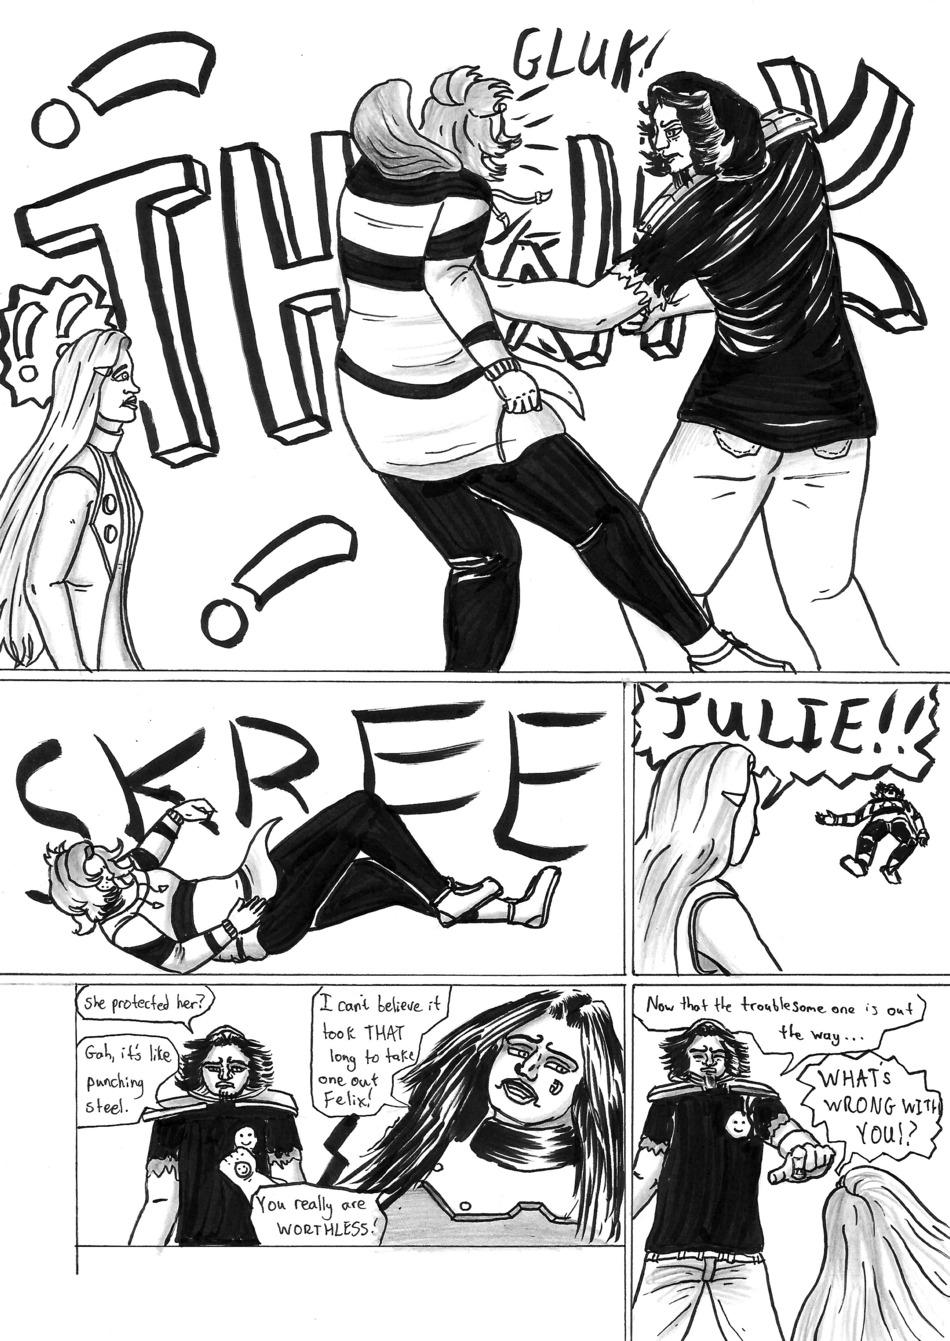 GLUK!
THUNK
SKREE
JULIE!!
She protected her?
Gah, it's like
punching
steel.
I can't believe it
took THAT
long to take
one out
Felix!
You really are
WORTHLESS!
Now that the troublesome one is out
the way...
WHATS
WRONG WITH
YOU!?